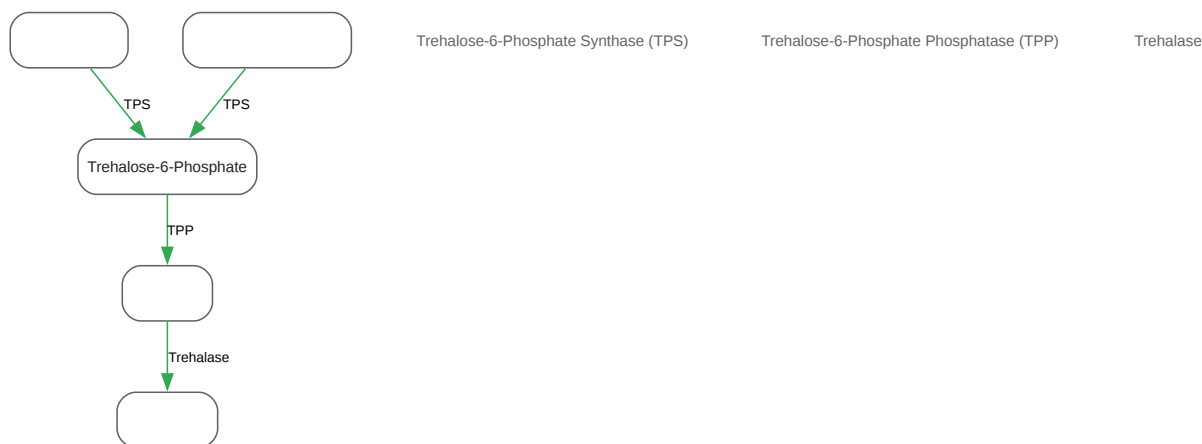 Trehalose-6-Phosphate Synthase (TPS)
Trehalose-6-Phosphate Phosphatase (TPP)
Trehalase
TPS
TPS
Trehalose-6-Phosphate
TPP
Trehalase